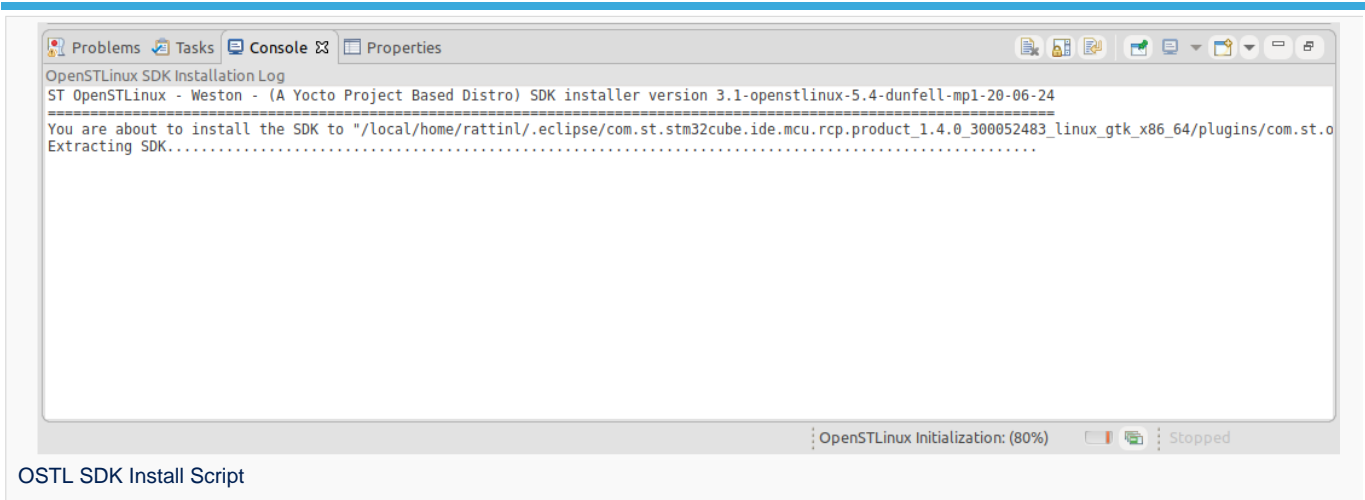 Problems Tasks Console Properties
OpenSTLinux SDK Installation Log
ST OpenSTLinux - Weston - (A Yocto Project Based Distro) SDK installer version 3.1-openstlinux-5.4-dunfell-mp1-20-06-24
================================================================================================================================
You are about to install the SDK to "/local/home/rattinl/.eclipse/com.st.stm32cube.ide.mcu.rcp.product_1.4.0_300052483_linux_gtk_x86_64/plugins/com.st.o
Extracting SDK.......................................................................................................
OpenSTLinux Initialization: (80%) Stopped
OSTL SDK Install Script